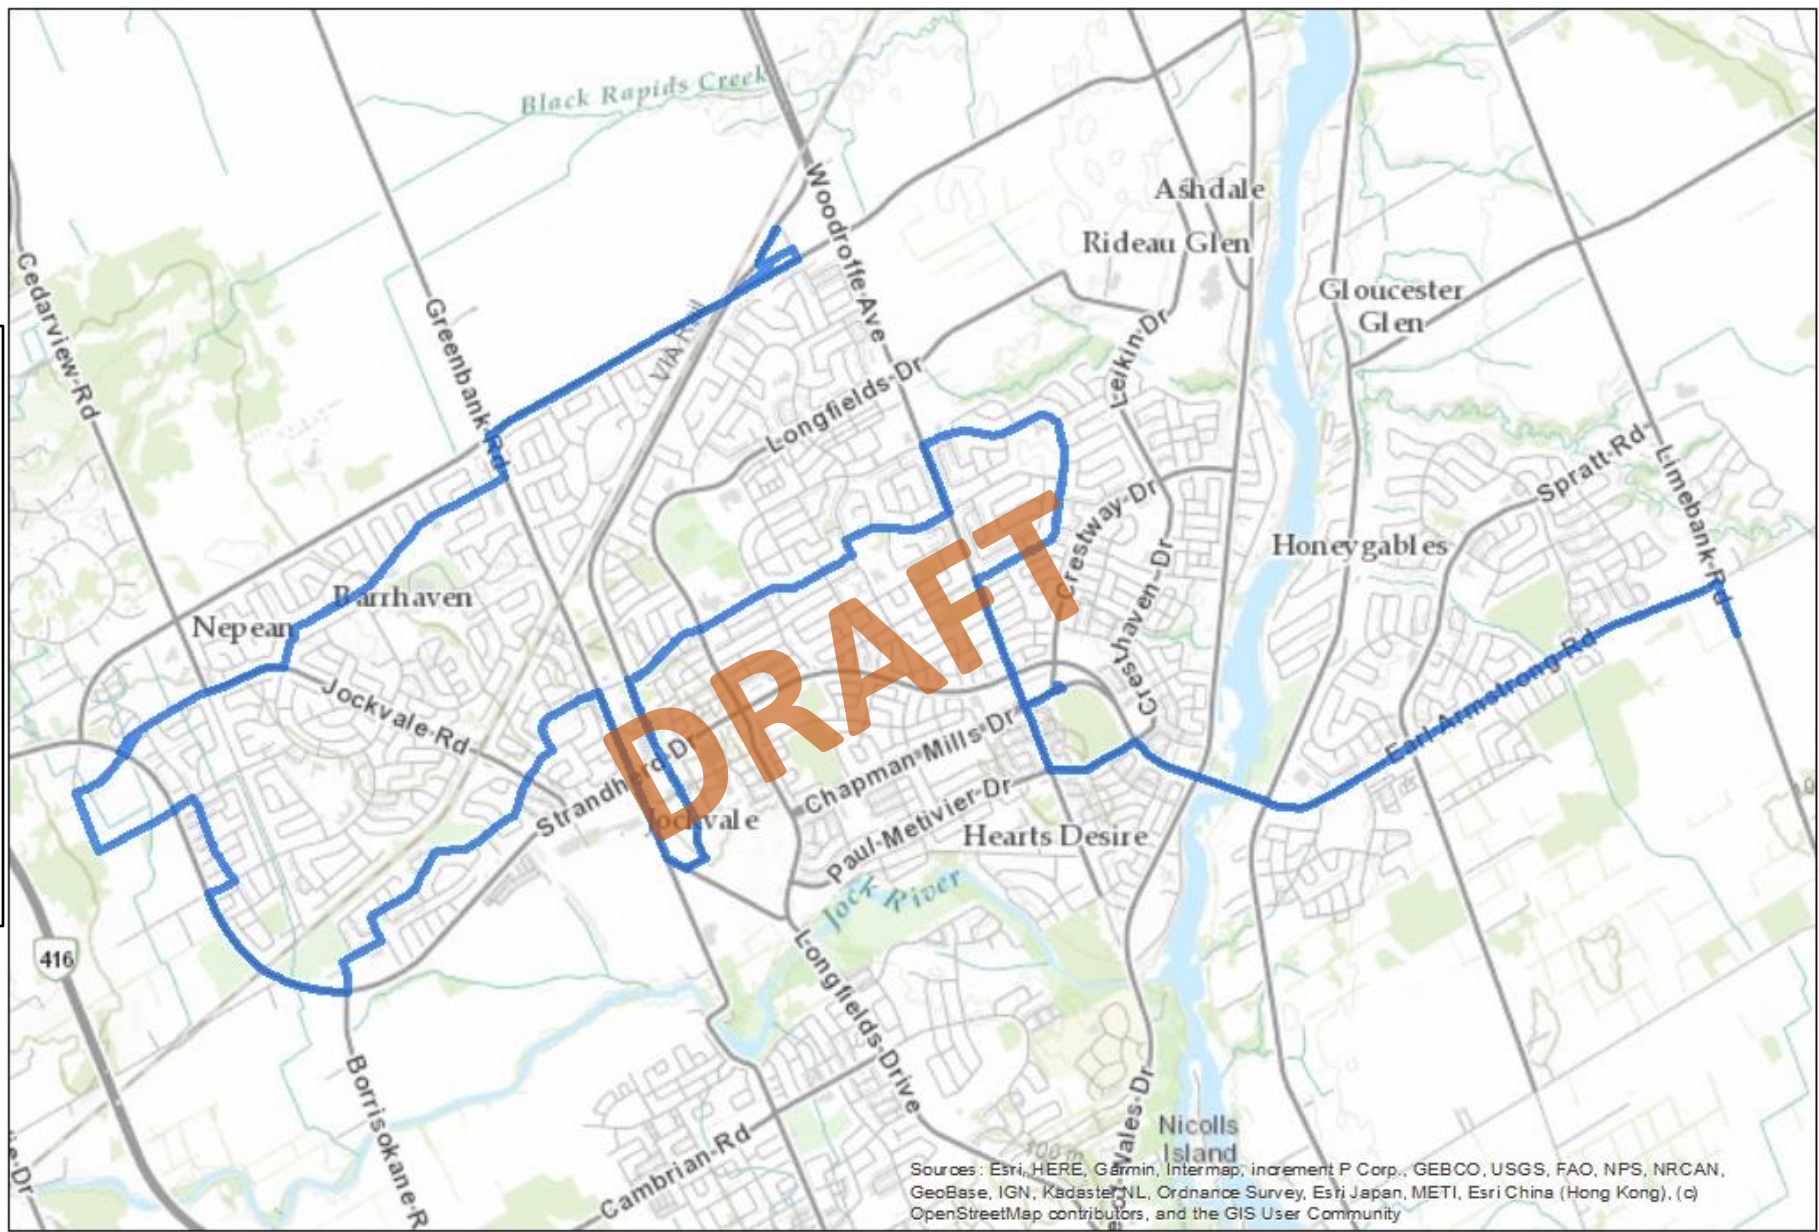 Black Rapids Creek
Woodroffe Ave
Ashdale
Rideau Glen
Cedarview Rd
Greenbank Rd
VIA Rail
Gloucester
Glen
Leikin Dr
Longfields Dr
Spratt Rd
Limebank Rd
Crestway Dr
Honeygables
Barrhaven
Nepean
Cresthaven Dr
Jockvale Rd
DRAFT
Strandherd Dr
Chapman Mills Dr
Earl Armstrong Rd
Jockvale
Paul-Metivier-Dr
Hearts Desire
Jock River
416
Longfields Drive
Borrisokane R
Nicolls
Island
Vales-Dr
Cambrian-Rd
100 m
Sources: Esri, HERE, Garmin, Intermap, increment P Corp., GEBCO, USGS, FAO, NPS, NRCAN,
GeoBase, IGN, Kadaster NL, Ordnance Survey, Esri Japan, METI, Esri China (Hong Kong), (c)
OpenStreetMap contributors, and the GIS User Community